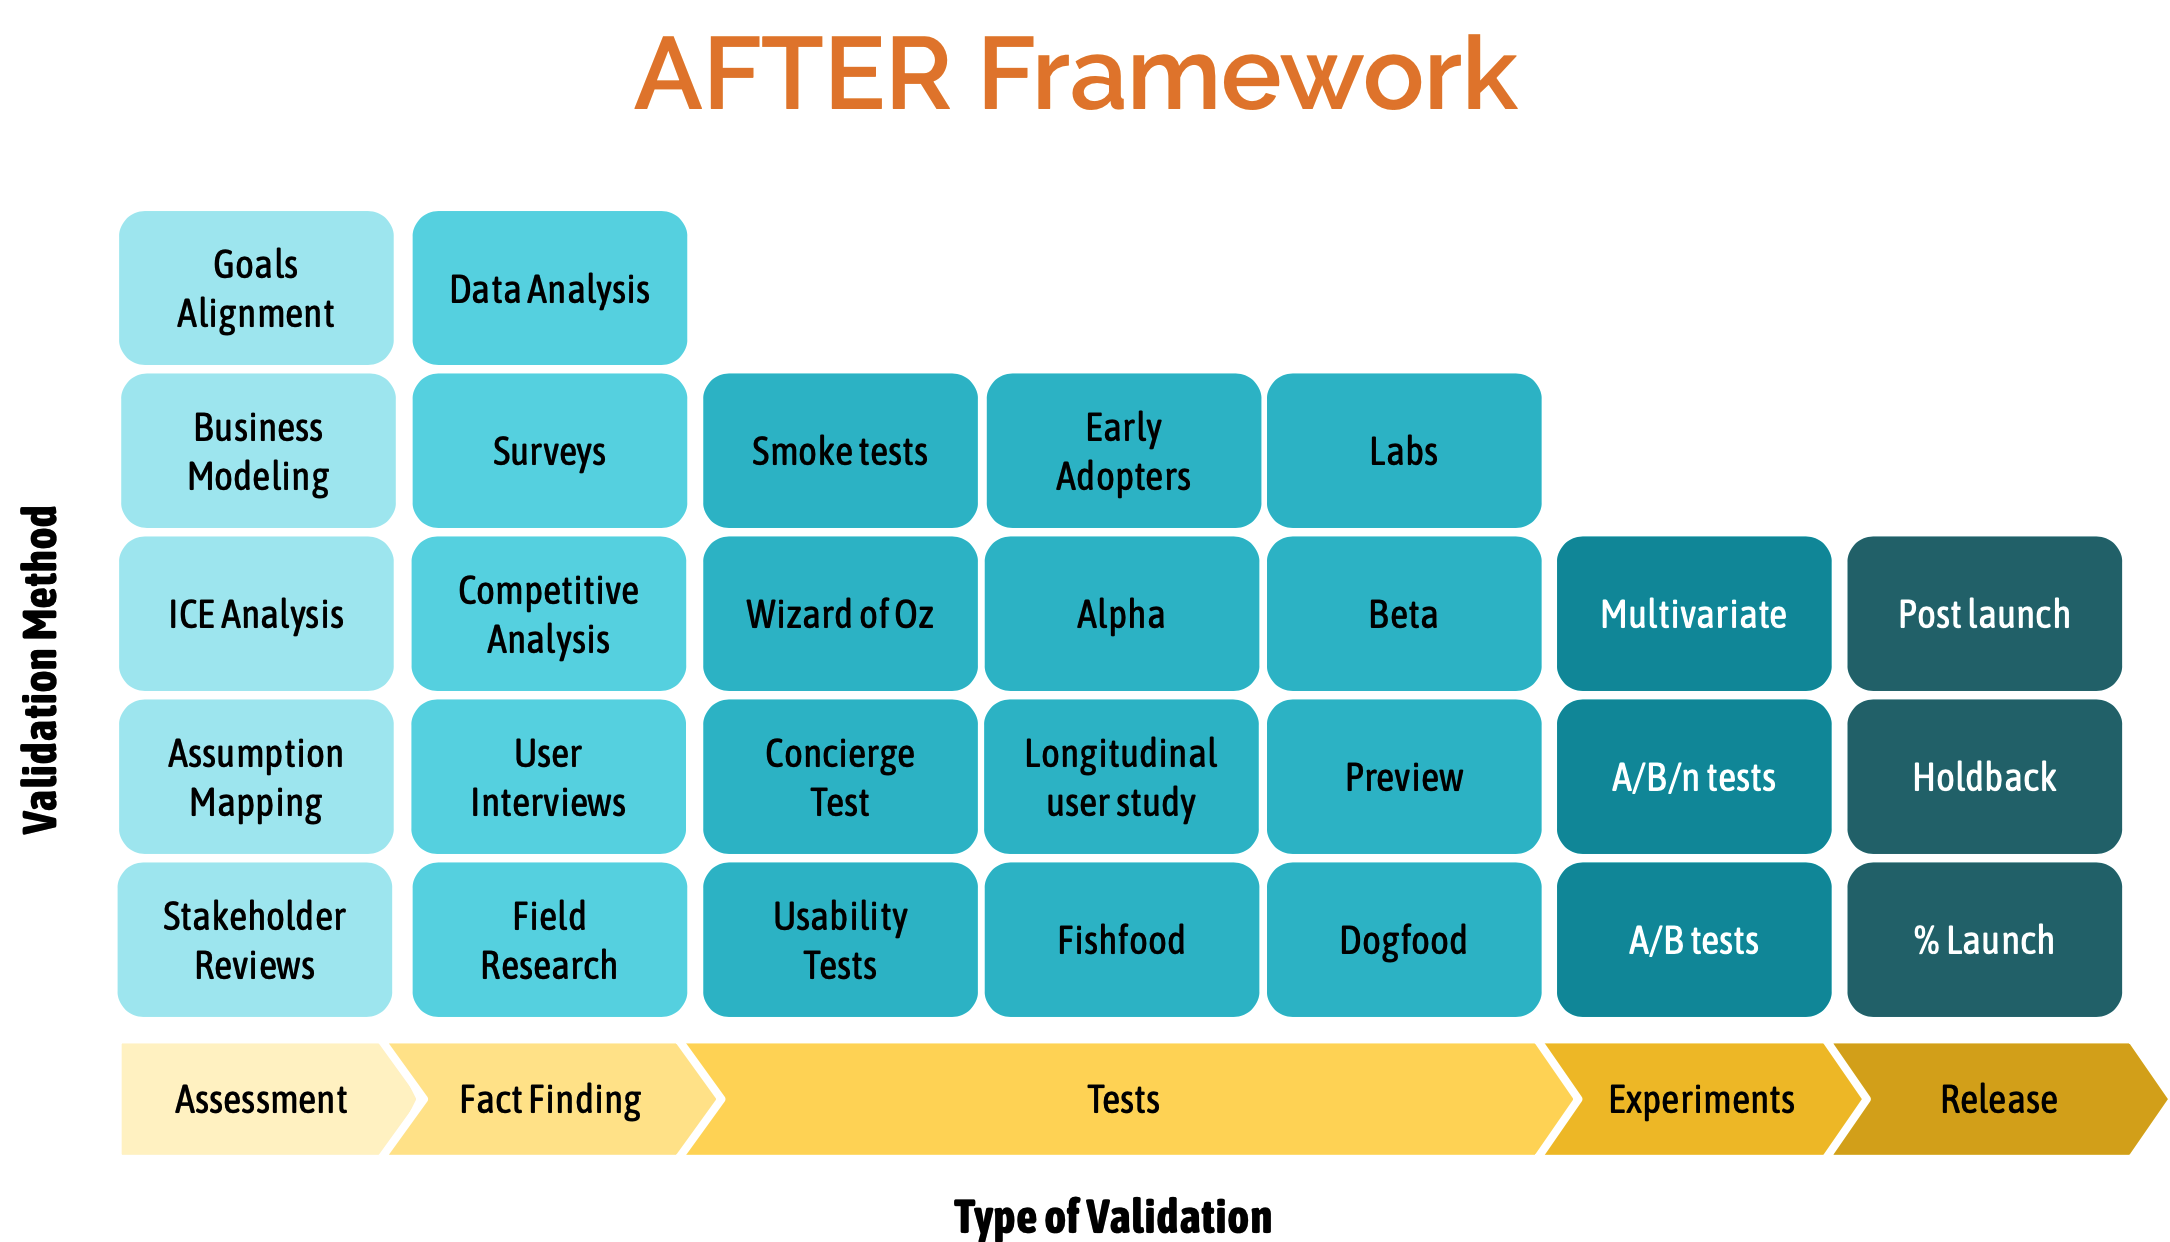 AFTER Framework
Goals
Alignment
Data Analysis
Business
Modeling
Surveys
Smoke tests
Early
Adopters
Labs
ICE Analysis
Competitive
Analysis
Wizard of Oz
Alpha
Beta
Multivariate
Post launch
Assumption
Mapping
User
Interviews
Concierge
Test
Longitudinal
user study
Preview
A/B/n tests
Holdback
Stakeholder
Reviews
Field
Research
Usability
Tests
Fishfood
Dogfood
A/B tests
% Launch
Validation Method
Assessment
Fact Finding
Tests
Experiments
Release
Type of Validation